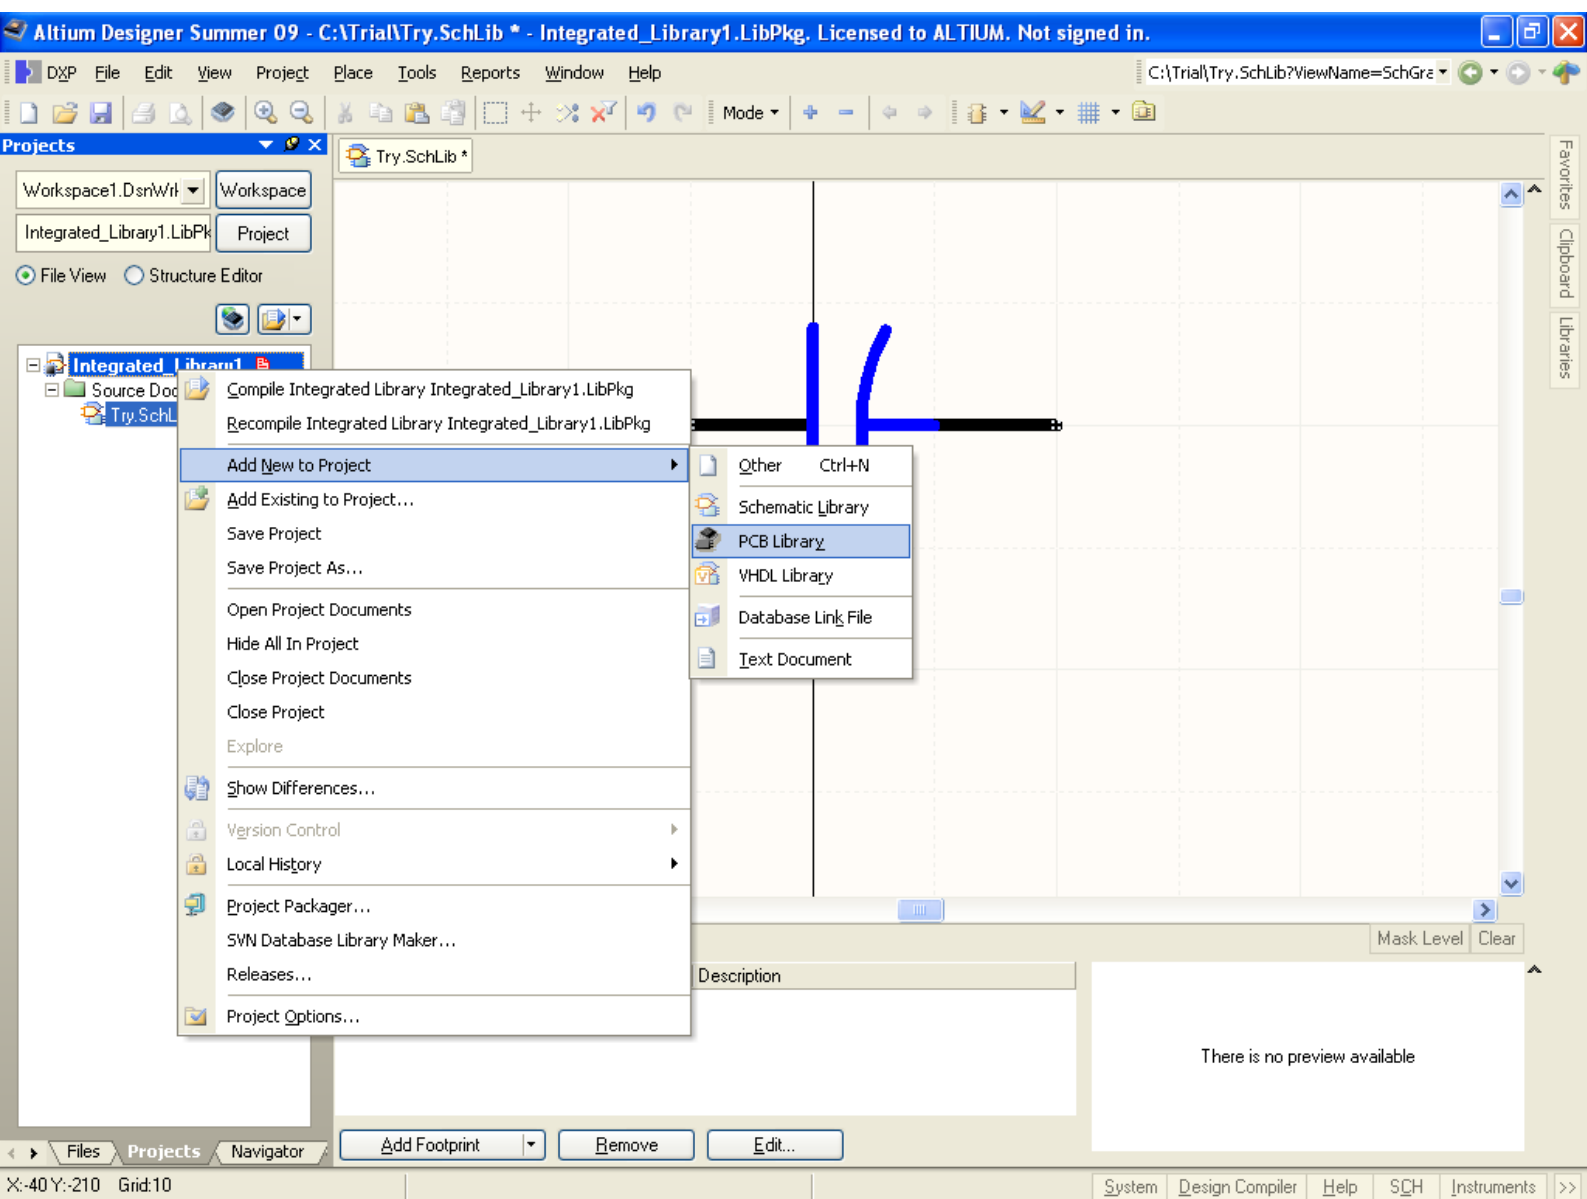 Altium Designer Summer 09 - C:\Trial\Try.SchLib * - Integrated_Library1.LibPkg. Licensed to ALTIUM. Not signed in.
DXP File Edit View Project Place Tools Reports Window Help C:\Trial\Try.SchLib?ViewName=SchGra
Mode
Projects
Try.SchLib *
Workspace1.DsnWrk Workspace
Integrated_Library1.LibPk Project
File View Structure Editor
Integrated_Library1
Source Doc
Try.SchL
Compile Integrated Library Integrated_Library1.LibPkg
Recompile Integrated Library Integrated_Library1.LibPkg
Add New to Project
Add Existing to Project...
Save Project
Save Project As...
Open Project Documents
Hide All In Project
Close Project Documents
Close Project
Explore
Show Differences...
Version Control
Local History
Project Packager...
SVN Database Library Maker...
Releases...
Project Options...
Other Ctrl+N
Schematic Library
PCB Library
VHDL Library
Database Link File
Text Document
Favorites
Clipboard
Libraries
Mask Level Clear
Description
There is no preview available
Add Footprint Remove Edit...
Files Projects Navigator
X:-40 Y:-210 Grid:10
System Design Compiler Help SCH Instruments >>